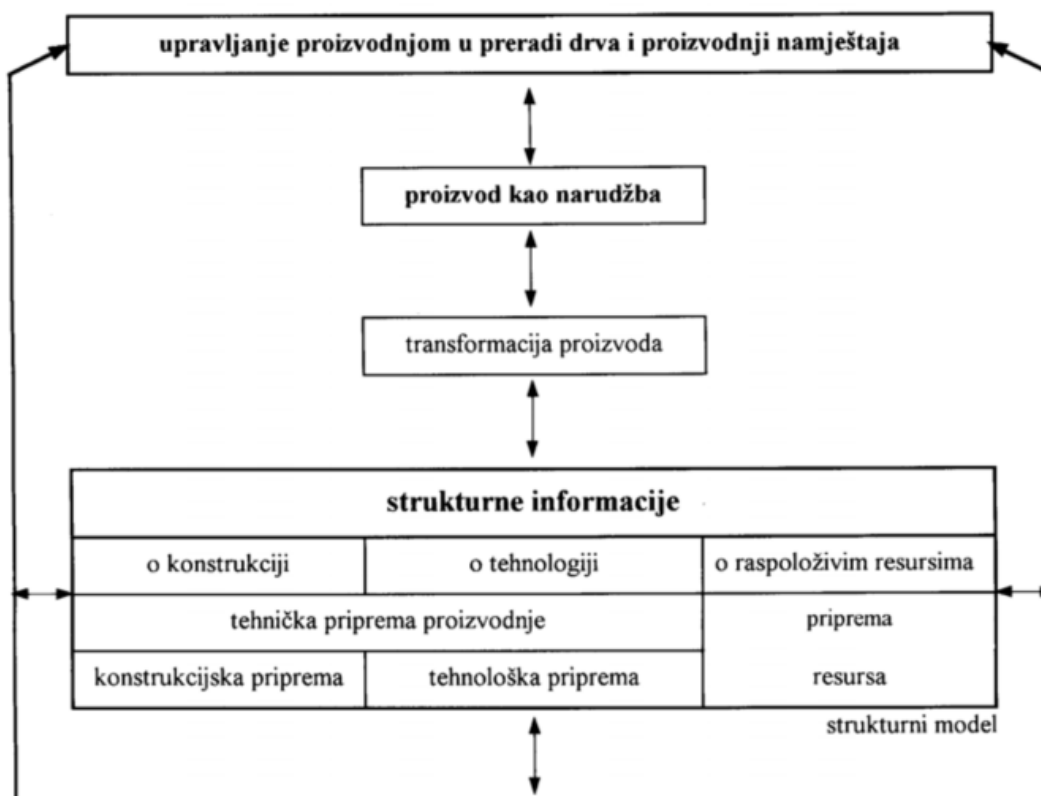 upravljanje proizvodnjom u preradi drva i proizvodnji namještaja
proizvod kao narudžba
transformacija proizvoda
strukturne informacije
o konstrukciji
o tehnologiji
o raspoloživim resursima
tehnička priprema proizvodnje
priprema
konstrukcijska priprema
tehnološka priprema
resursa
strukturni model